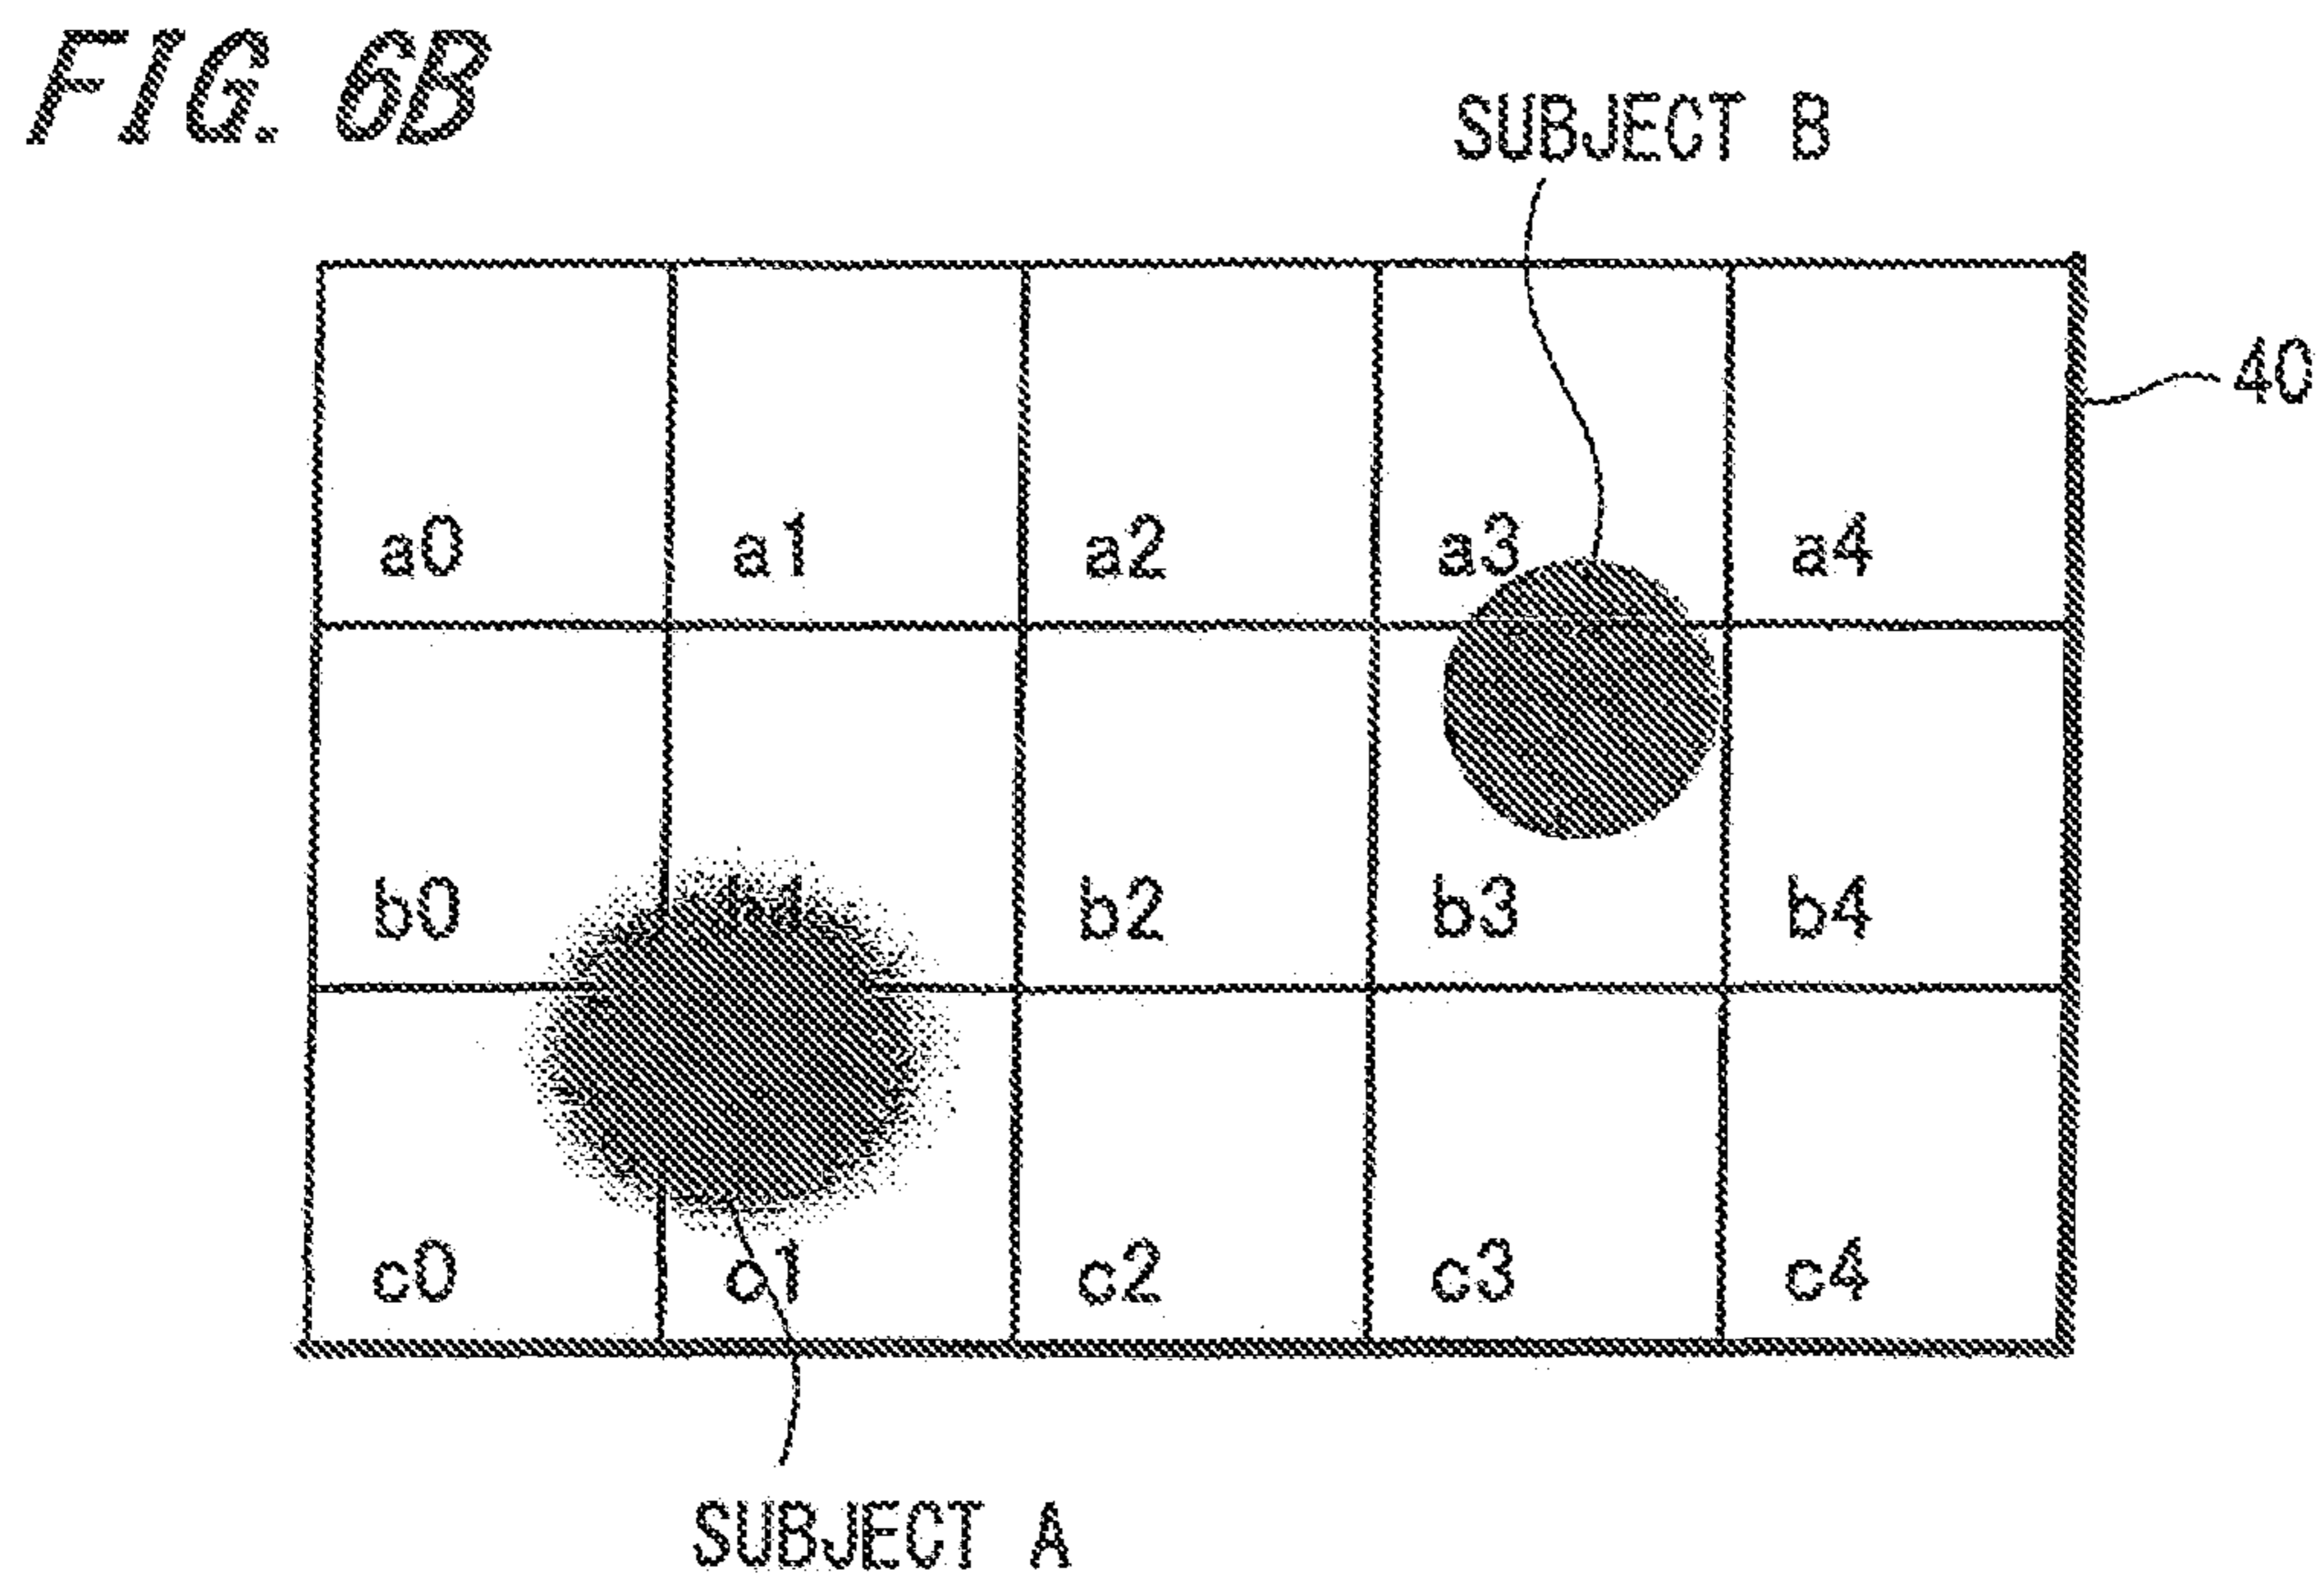 FIG. 6B
SUBJECT B
40
a0 a1 a2 a3 a4
b0 b2 b3 b4
c0 c1 c2 c3 c4
SUBJECT A